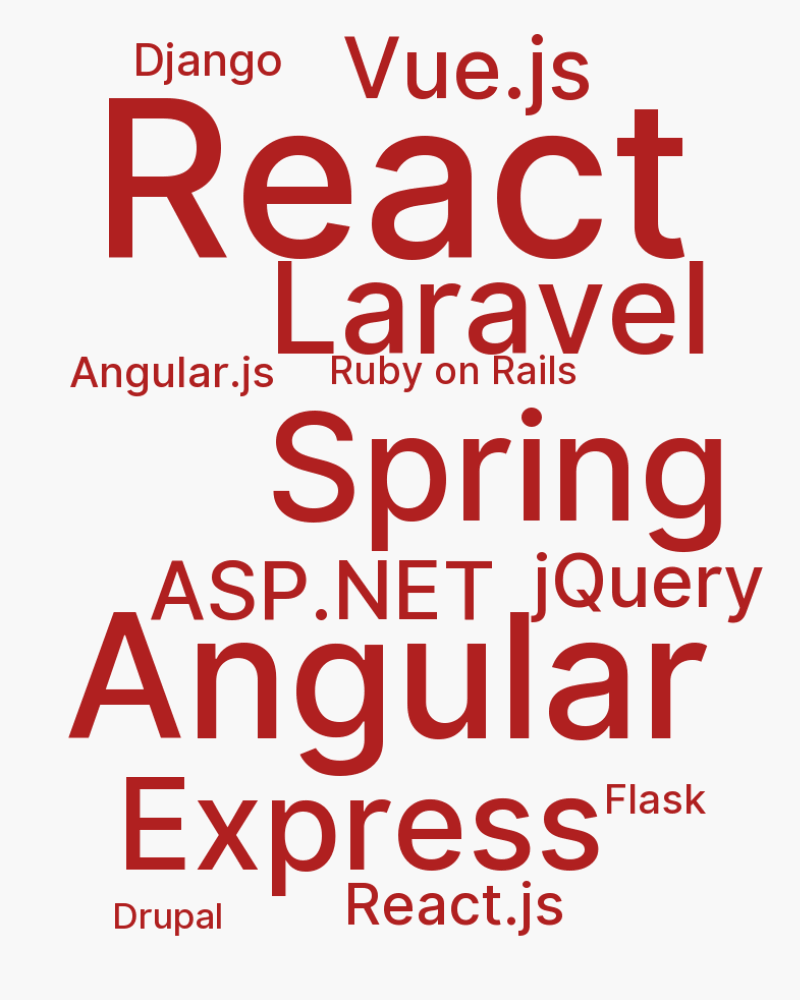 Django Vue.js
React
Laravel
Angular.js Ruby on Rails
Spring
ASP.NET jQuery
Angular
Express Flask
Drupal React.js